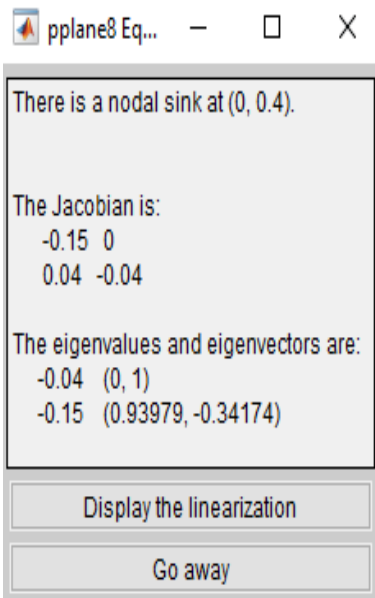 pplane8 Eq...
There is a nodal sink at (0, 0.4).
The Jacobian is:
-0.15 0
0.04 -0.04
The eigenvalues and eigenvectors are:
-0.04 (0, 1)
-0.15 (0.93979, -0.34174)
Display the linearization
Go away